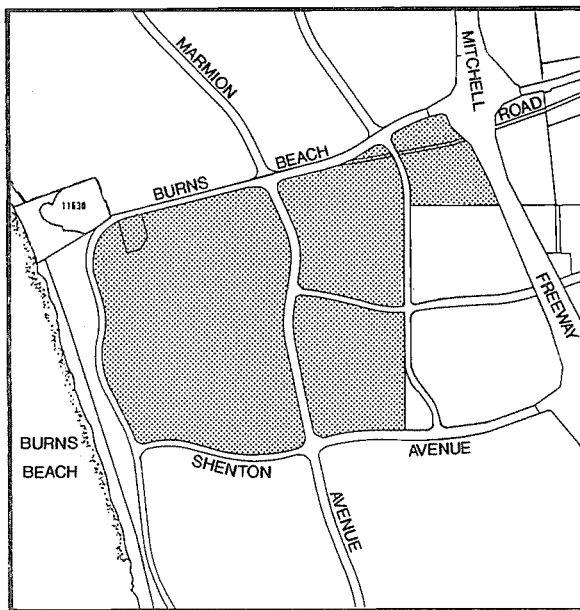 MARMION
MITCHELL
ROAD
BEACH
BURNS
11630
FREEWAY
BURNS
BEACH
SHENTON
AVENUE
AVENUE